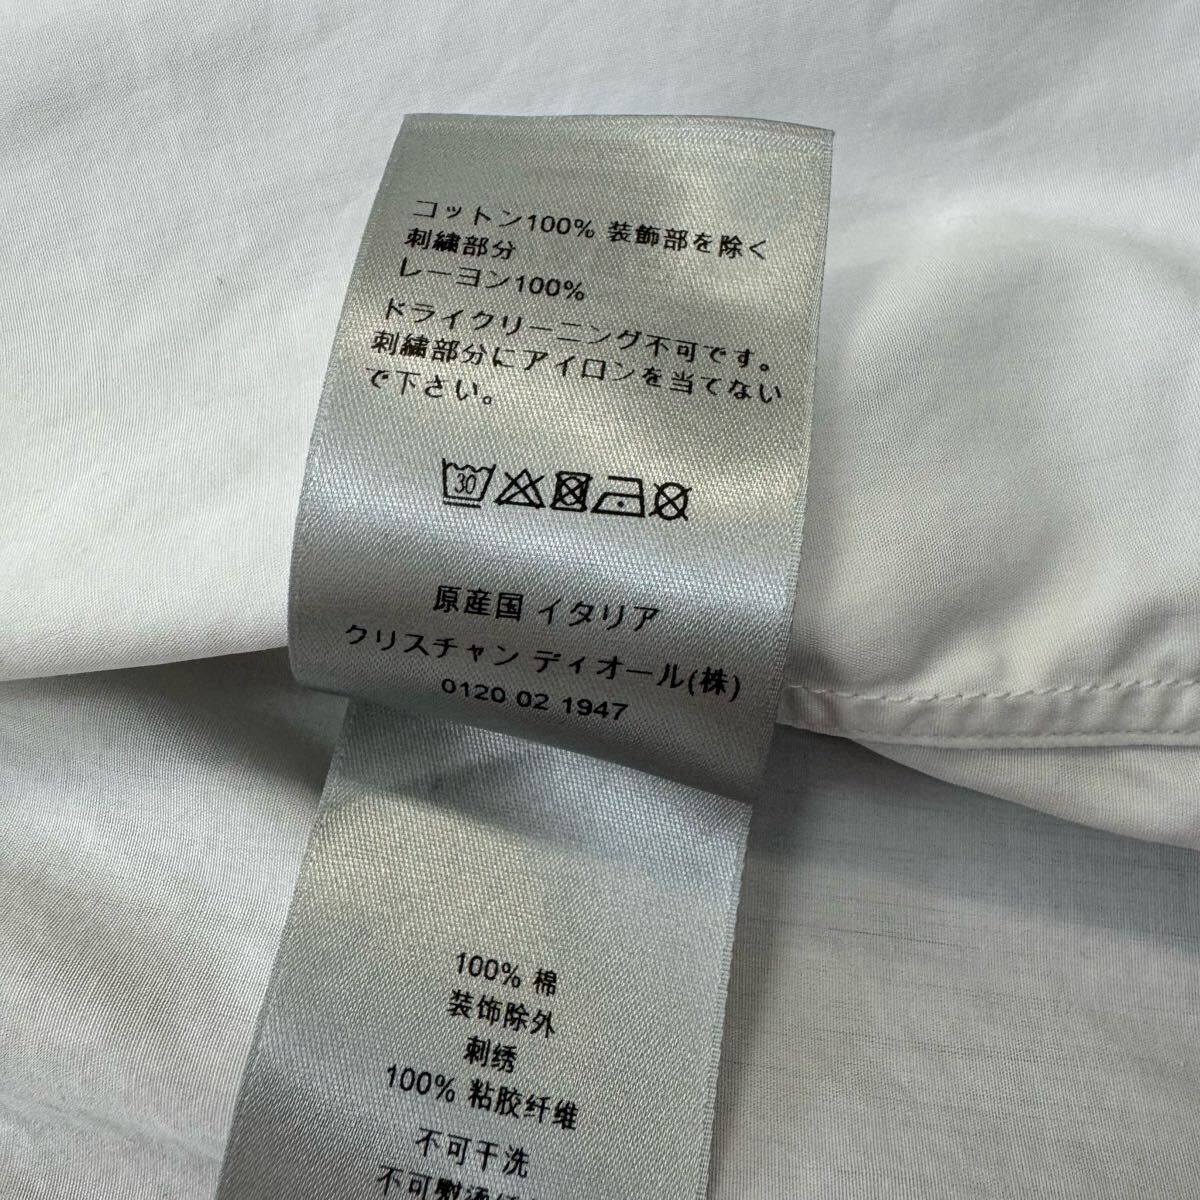 コットン100% 装飾部を除く
刺繍部分
レーヨン100%
ドライクリーニング不可です。
刺繍部分にアイロンを当てない
で下さい。
30
原産国 イタリア
クリスチャン ディオール(株)
0120 02 1947
100% 棉
装饰除外
刺绣
100% 粘胶纤维
不可干洗
不可熨烫